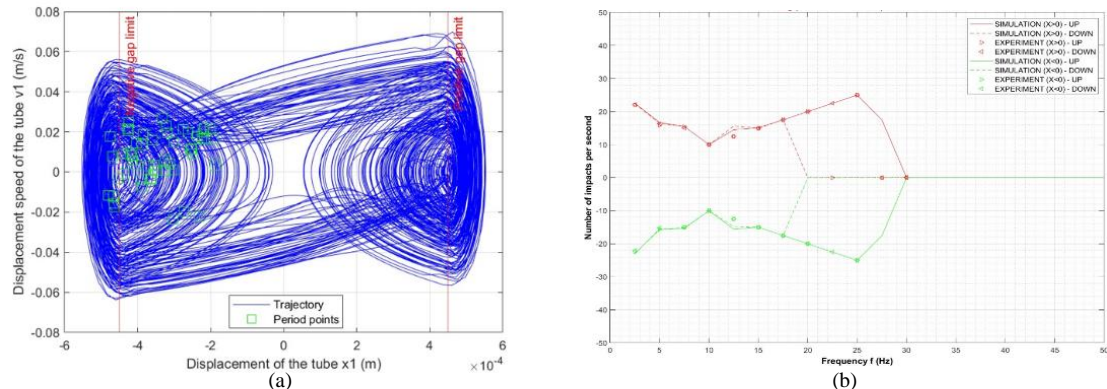 0.08
0.06
0.04
0.02
0
-0.02
-0.04
-0.06
-0.08
Displacement speed of the tube v1 (m/s)
gap limit
gap limit
Trajectory
Period points
-6 -4 -2 0 2 4 6
×10⁻⁴
Displacement of the tube x1 (m)
(a)
50
40
30
20
10
0
-10
-20
-30
-40
-50
Number of impacts per second
SIMULATION (X>0) - UP
SIMULATION (X>0) - DOWN
EXPERIMENT (X>0) - UP
EXPERIMENT (X>0) - DOWN
SIMULATION (X<0) - UP
SIMULATION (X<0) - DOWN
EXPERIMENT (X<0) - UP
EXPERIMENT (X<0) - DOWN
0 5 10 15 20 25 30 35 40 45 50
Frequency f (Hz)
(b)